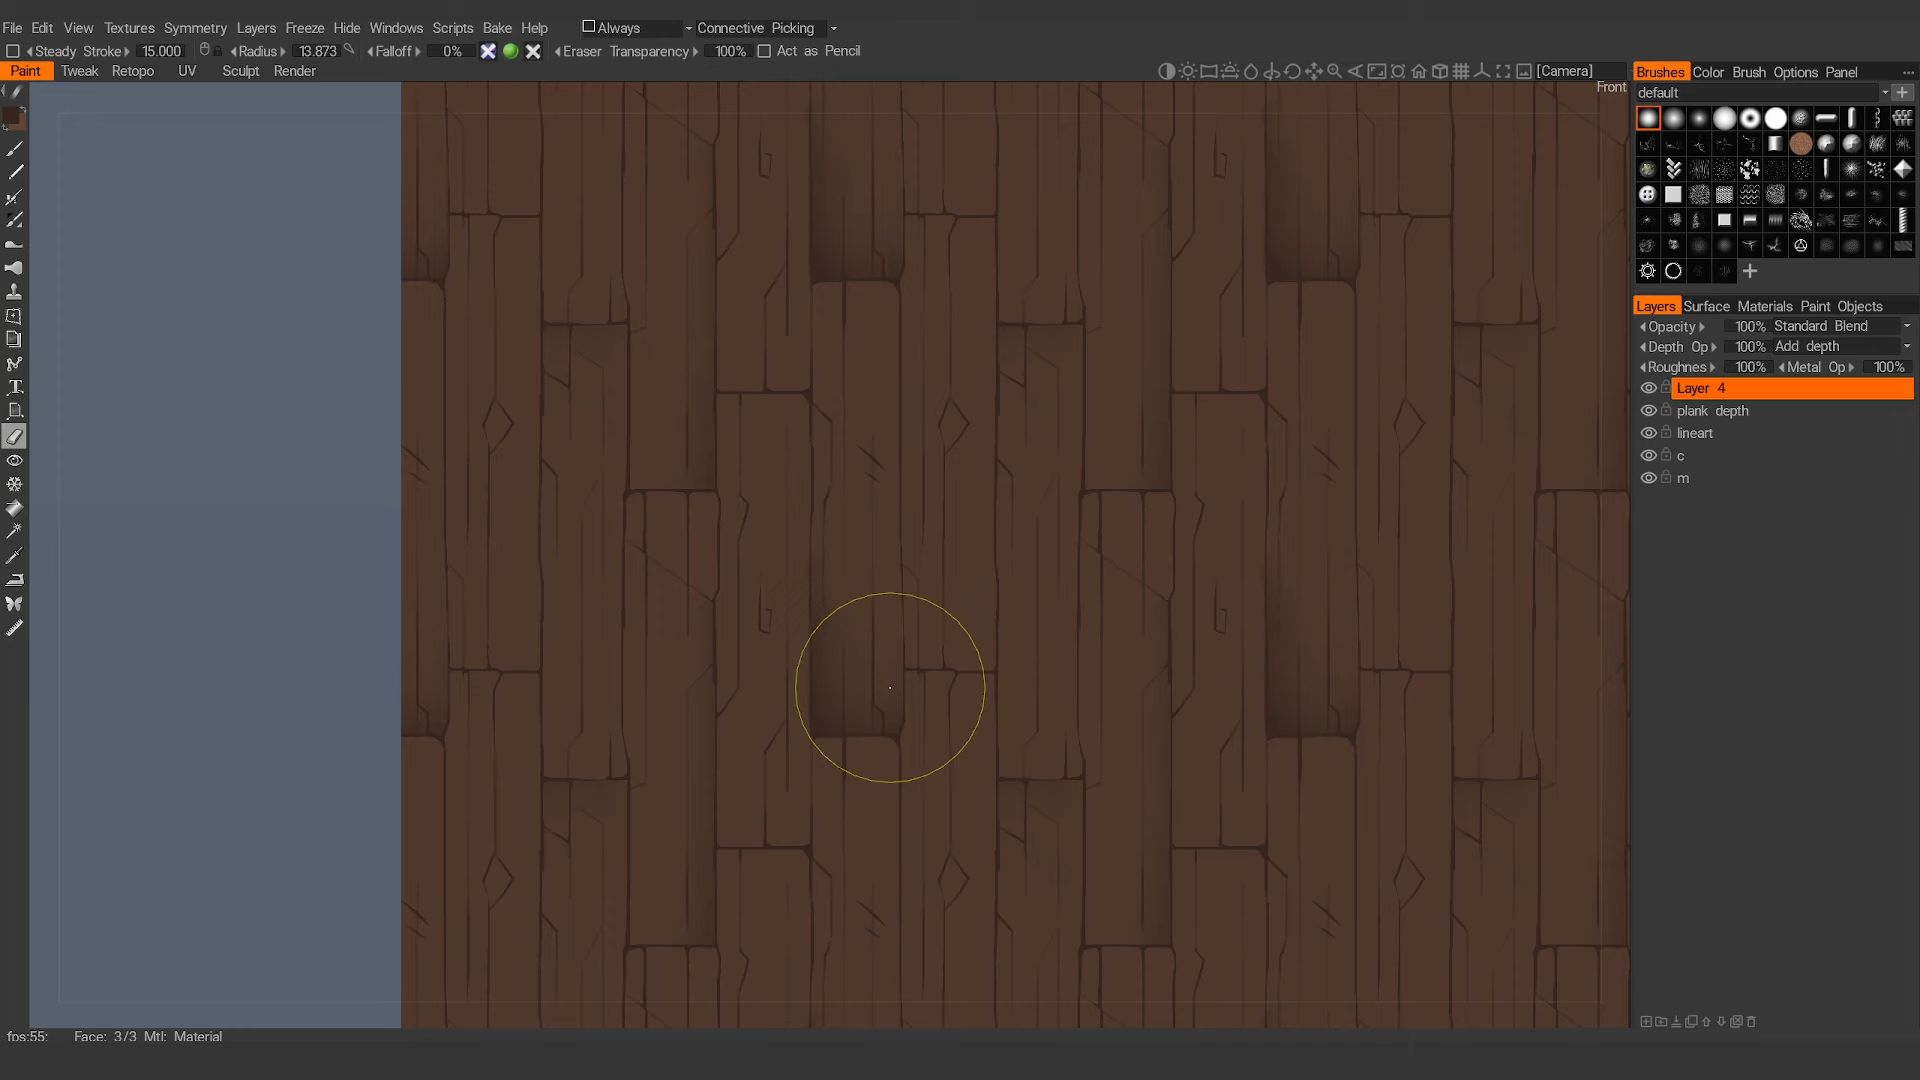 File Edit View Textures Symmetry Layers Freeze Hide Windows Scripts Bake Help Always Connective Picking
Steady Stroke 15.000 Radius 13.873 Falloff 0% Eraser Transparency 100% Act as Pencil
Paint Tweak Retopo UV Sculpt Render [Camera]
Front
Brushes Color Brush Options Panel
default
Layers Surface Materials Paint Objects
Opacity 100% Standard Blend
Depth Op 100% Add depth
Roughnes 100% Metal Op 100%
Layer 4
plank depth
lineart
c
m
fps:55: Face: 3/3 Mtl: Material